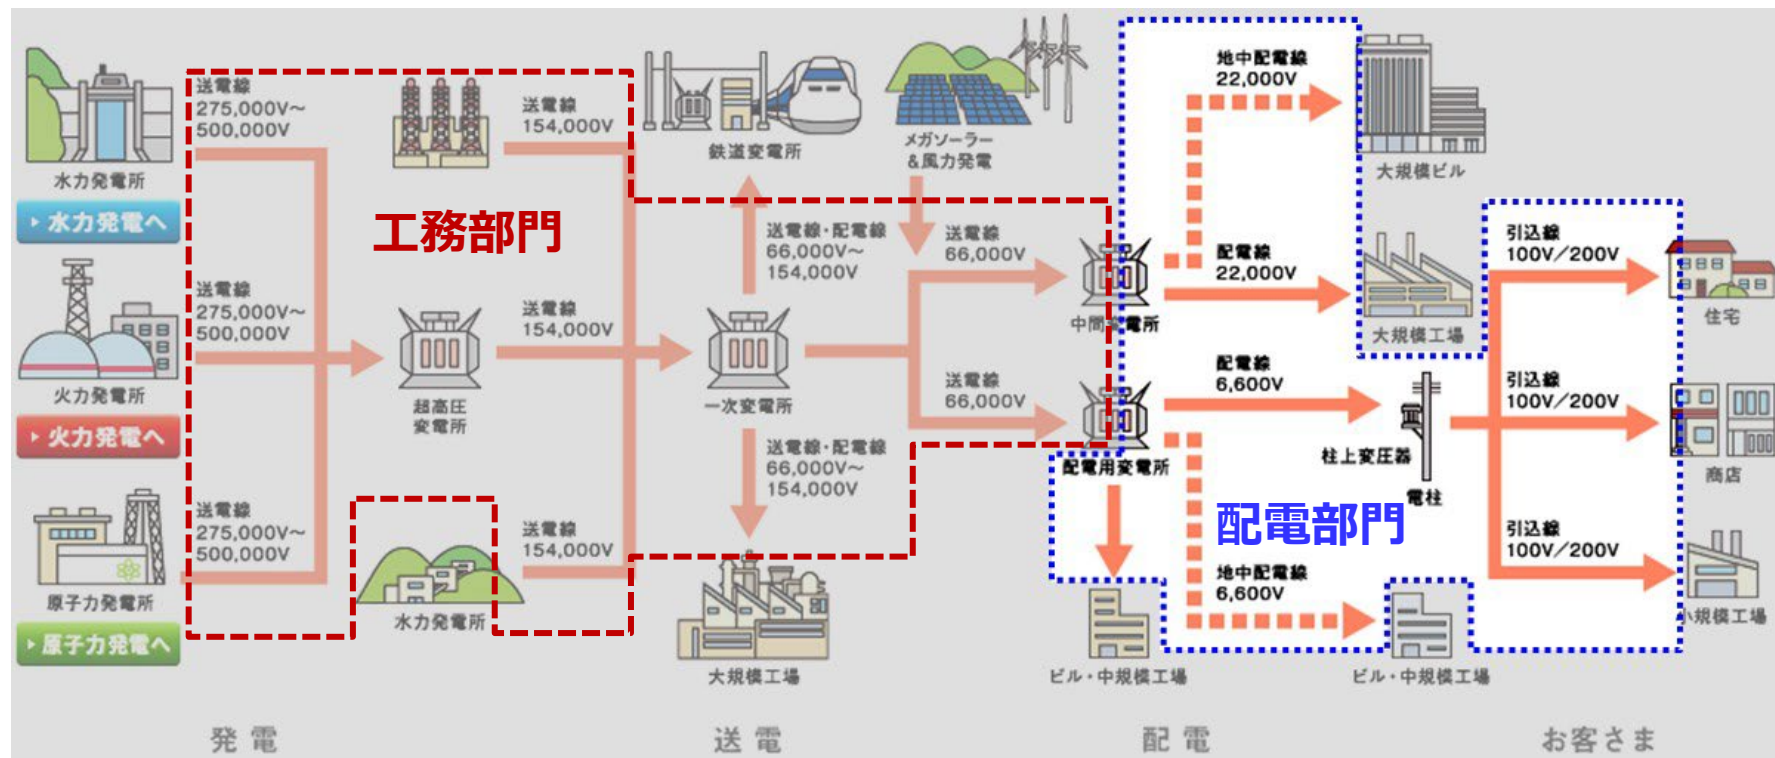 水力発電所
▶ 水力発電へ
火力発電所
▶ 火力発電へ
原子力発電所
▶ 原子力発電へ
送電線
275,000V～
500,000V
送電線
275,000V～
500,000V
送電線
275,000V～
500,000V
工務部門
超高圧
変電所
水力発電所
送電線
154,000V
送電線
154,000V
送電線
154,000V
鉄道変電所
送電線・配電線
66,000V～
154,000V
一次変電所
送電線・配電線
66,000V～
154,000V
大規模工場
メガソーラー
&風力発電
送電線
66,000V
送電線
66,000V
中間変電所
配電用変電所
ビル・中規模工場
地中配電線
22,000V
配電線
22,000V
配電線
6,600V
配電部門
地中配電線
6,600V
大規模ビル
大規模工場
柱上変圧器
電柱
ビル・中規模工場
引込線
100V／200V
引込線
100V／200V
引込線
100V／200V
住宅
商店
小規模工場
発電
送電
配電
お客さま